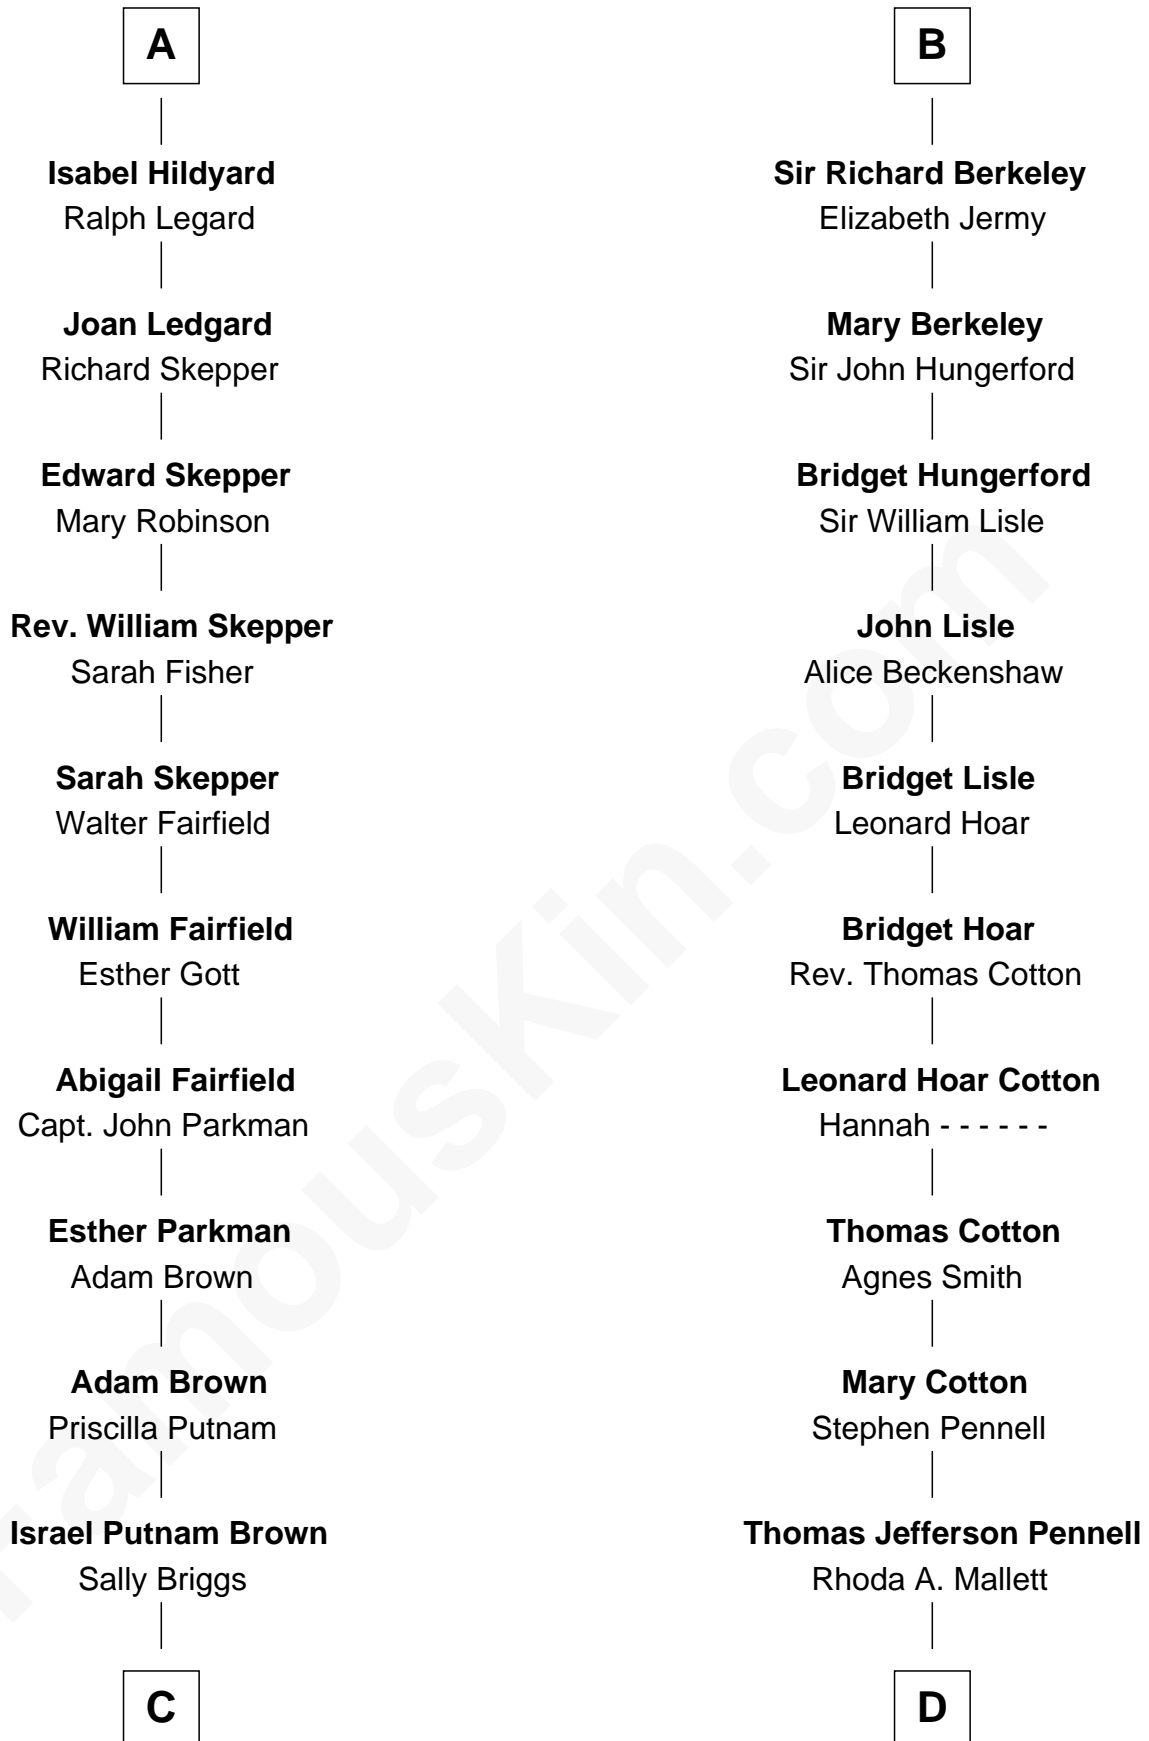 A
Isabel Hildyard
Ralph Legard
Joan Ledgard
Richard Skepper
Edward Skepper
Mary Robinson
Rev. William Skepper
Sarah Fisher
Sarah Skepper
Walter Fairfield
William Fairfield
Esther Gott
Abigail Fairfield
Capt. John Parkman
Esther Parkman
Adam Brown
Adam Brown
Priscilla Putnam
Israel Putnam Brown
Sally Briggs
C
B
Sir Richard Berkeley
Elizabeth Jermy
Mary Berkeley
Sir John Hungerford
Bridget Hungerford
Sir William Lisle
John Lisle
Alice Beckenshaw
Bridget Lisle
Leonard Hoar
Bridget Hoar
Rev. Thomas Cotton
Leonard Hoar Cotton
Hannah - - - - - -
Thomas Cotton
Agnes Smith
Mary Cotton
Stephen Pennell
Thomas Jefferson Pennell
Rhoda A. Mallett
D
FamousKin.com